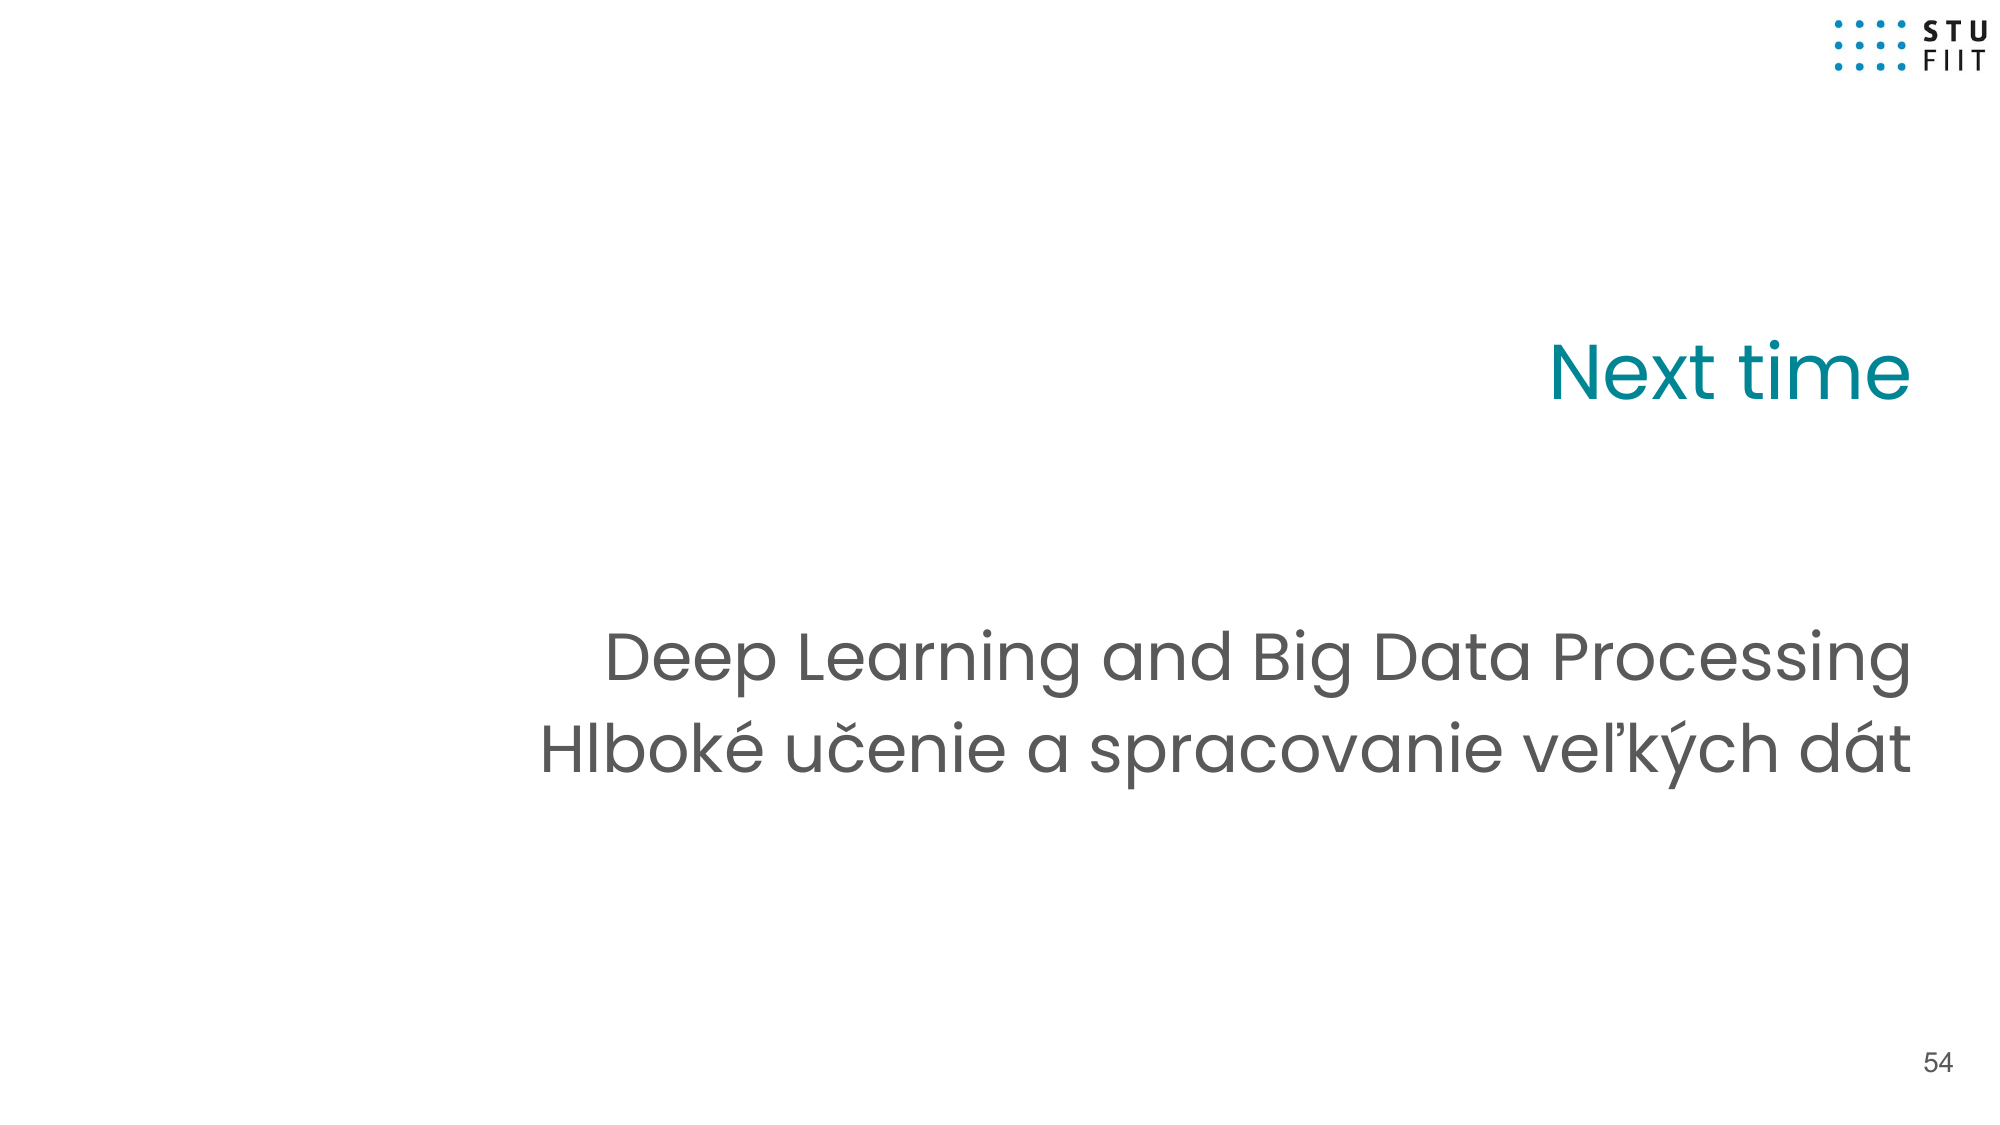 STU
FIIT
Next time
Deep Learning and Big Data Processing
Hlboké učenie a spracovanie veľkých dát
54